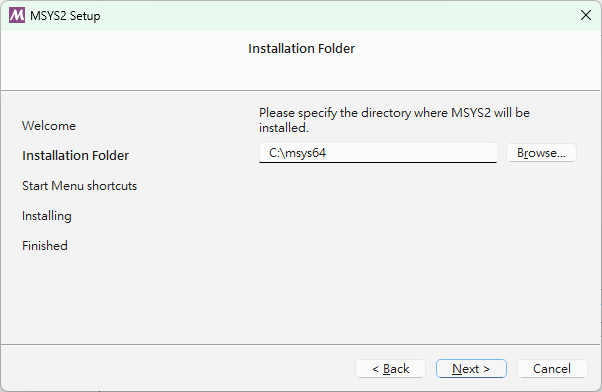 MSYS2 Setup
Installation Folder
Welcome
Installation Folder
Start Menu shortcuts
Installing
Finished
Please specify the directory where MSYS2 will be
installed.
C:\msys64
Browse...
< Back
Next >
Cancel